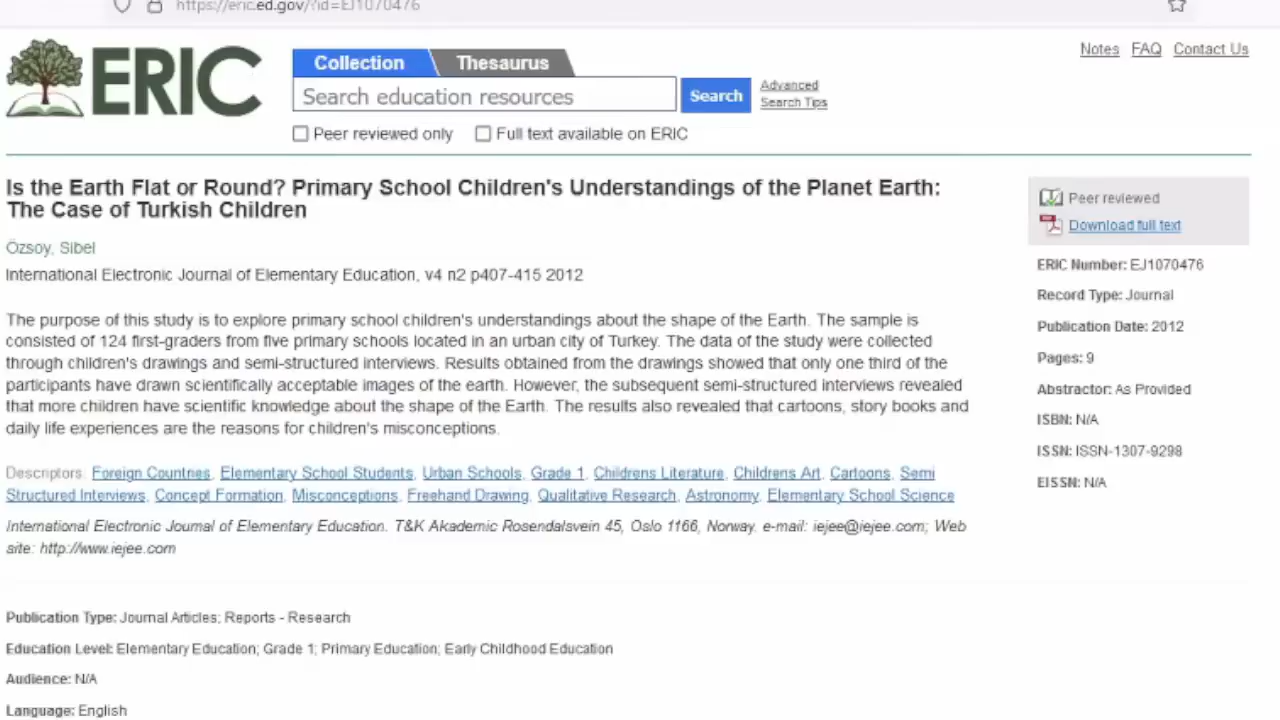 https://eric.ed.gov/?id=EJ1070476
ERIC
Collection
Thesaurus
Search education resources
Search
Advanced
Search Tips
Peer reviewed only
Full text available on ERIC
Notes FAQ Contact Us
Is the Earth Flat or Round? Primary School Children's Understandings of the Planet Earth:
The Case of Turkish Children
Özsoy, Sibel
International Electronic Journal of Elementary Education, v4 n2 p407-415 2012
The purpose of this study is to explore primary school children's understandings about the shape of the Earth. The sample is
consisted of 124 first-graders from five primary schools located in an urban city of Turkey. The data of the study were collected
through children's drawings and semi-structured interviews. Results obtained from the drawings showed that only one third of the
participants have drawn scientifically acceptable images of the earth. However, the subsequent semi-structured interviews revealed
that more children have scientific knowledge about the shape of the Earth. The results also revealed that cartoons, story books and
daily life experiences are the reasons for children's misconceptions.
Descriptors: Foreign Countries, Elementary School Students, Urban Schools, Grade 1, Childrens Literature, Childrens Art, Cartoons, Semi
Structured Interviews, Concept Formation, Misconceptions, Freehand Drawing, Qualitative Research, Astronomy, Elementary School Science
International Electronic Journal of Elementary Education. T&K Akademic Rosendalsvein 45, Oslo 1166, Norway. e-mail: iejee@iejee.com; Web
site: http://www.iejee.com
Publication Type: Journal Articles; Reports - Research
Education Level: Elementary Education; Grade 1; Primary Education; Early Childhood Education
Audience: N/A
Language: English
Peer reviewed
PDF
Download full text
ERIC Number: EJ1070476
Record Type: Journal
Publication Date: 2012
Pages: 9
Abstractor: As Provided
ISBN: N/A
ISSN: ISSN-1307-9298
EISSN: N/A